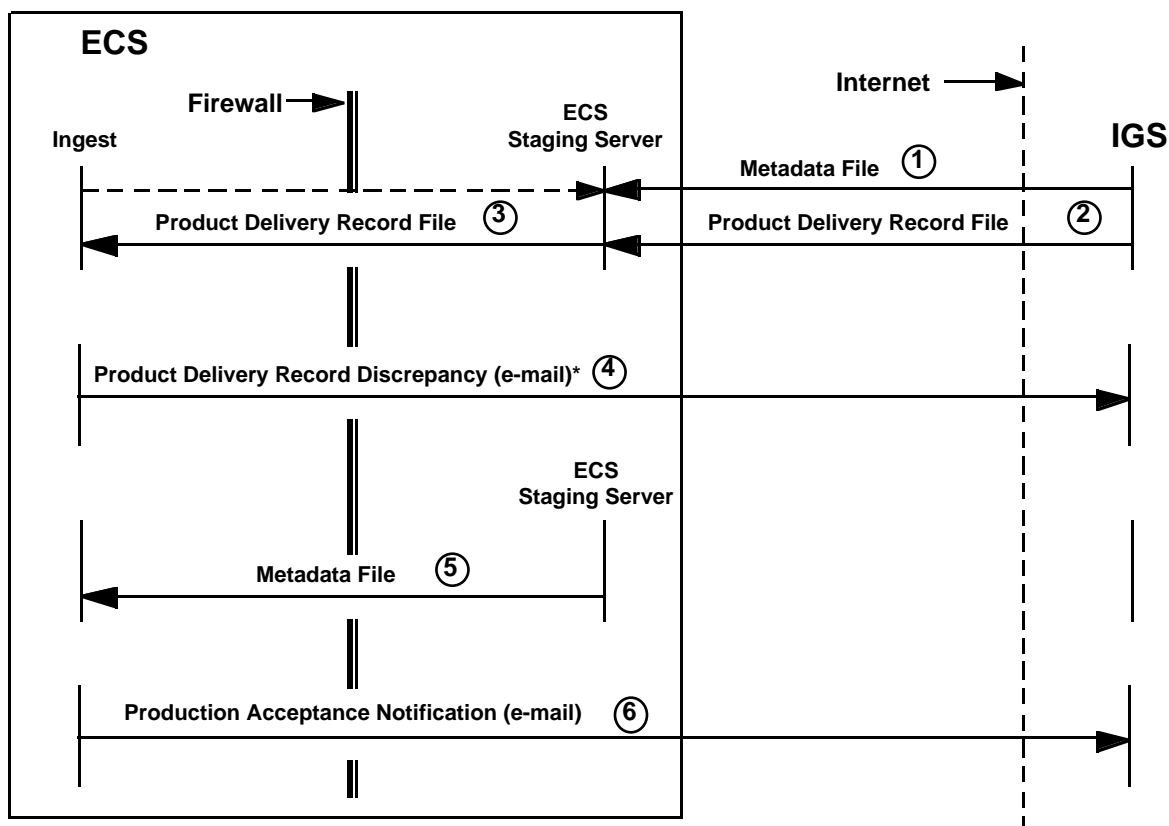 ECS
Internet
Firewall
ECS
Staging Server
Ingest
IGS
Metadata File 1
Product Delivery Record File 3
Product Delivery Record File 2
Product Delivery Record Discrepancy (e-mail)* 4
ECS
Staging Server
Metadata File 5
Production Acceptance Notification (e-mail) 6